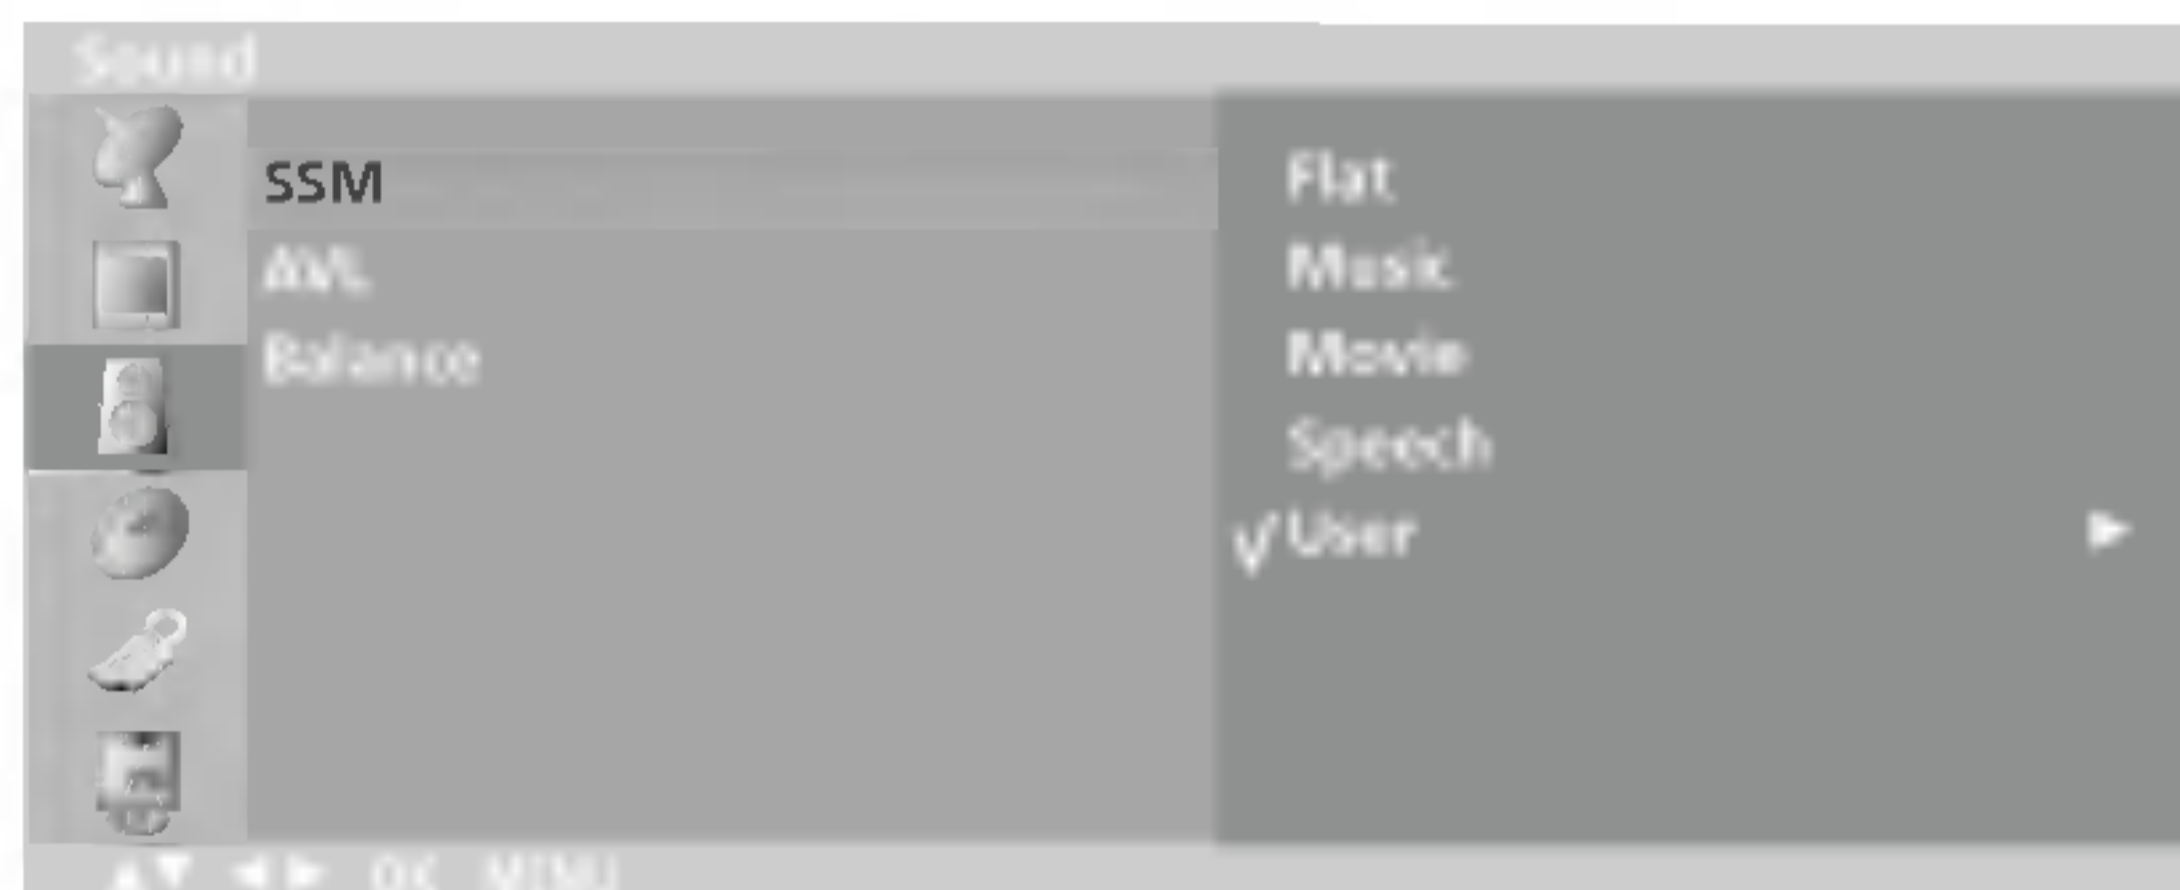 Sound
SSM
AVL
Balance
Flat
Music
Movie
Speech
√ User ▶
▲▼ ◀▶ OK MENU